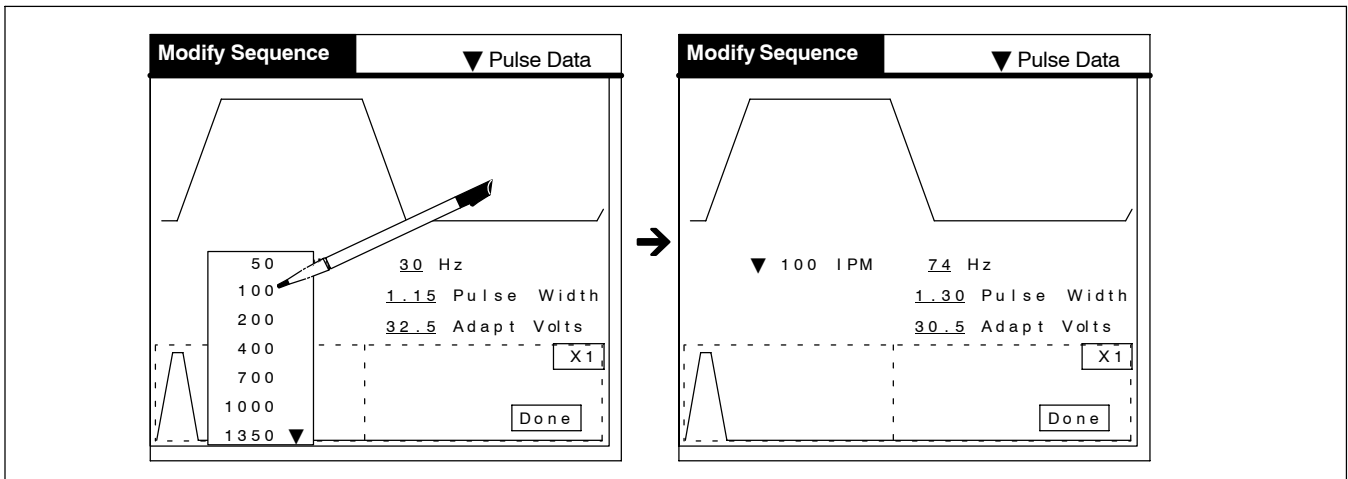 Modify Sequence
▼ Pulse Data
50
100
200
400
700
1000
1350 ▼
30 Hz
1.15 Pulse Width
32.5 Adapt Volts
X1
Done
➔
Modify Sequence
▼ Pulse Data
▼ 100 IPM
74 Hz
1.30 Pulse Width
30.5 Adapt Volts
X1
Done